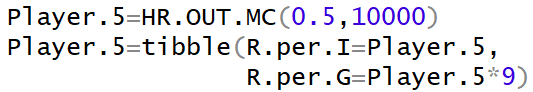 Player.5=HR.OUT.MC(0.5,10000)
Player.5=tibble(R.per.I=Player.5,
                R.per.G=Player.5*9)